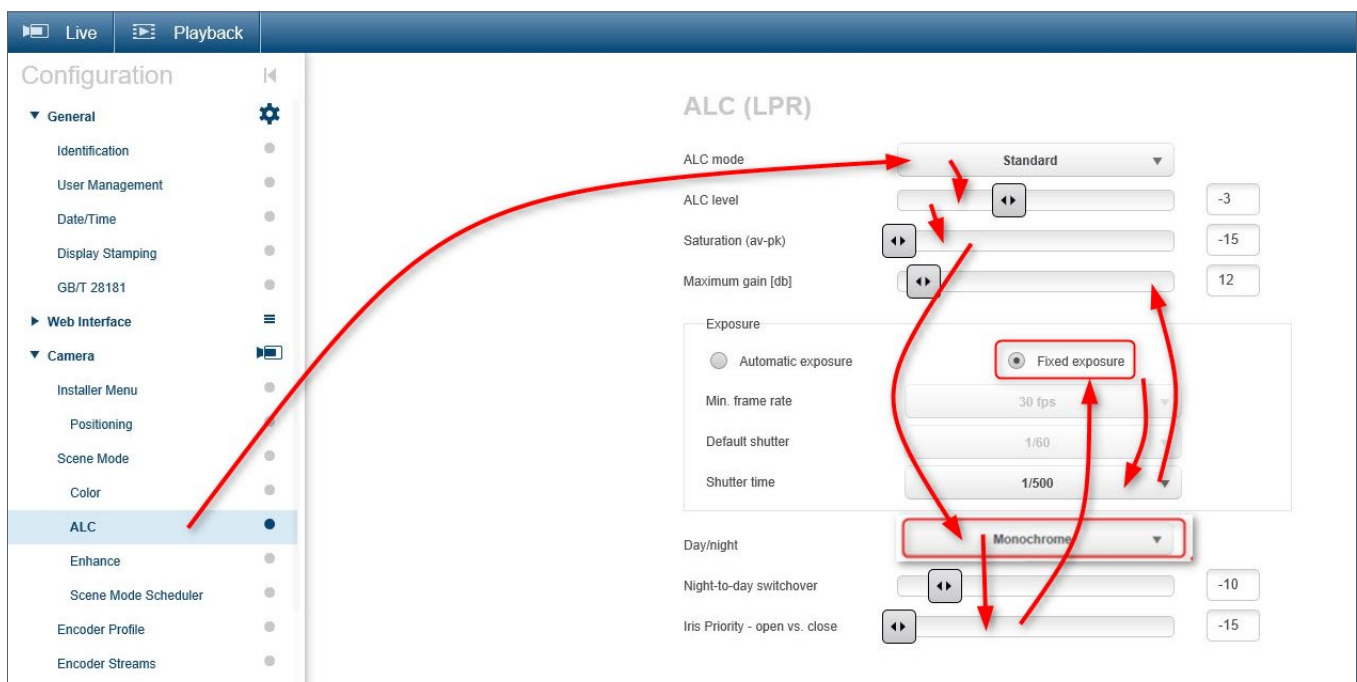 Live Playback
Configuration
General
Identification
User Management
Date/Time
Display Stamping
GB/T 28181
Web Interface
Camera
Installer Menu
Positioning
Scene Mode
Color
ALC
Enhance
Scene Mode Scheduler
Encoder Profile
Encoder Streams
ALC (LPR)
ALC mode Standard
ALC level -3
Saturation (av-pk) -15
Maximum gain [db] 12
Exposure
Automatic exposure Fixed exposure
Min. frame rate 30 fps
Default shutter 1/60
Shutter time 1/500
Day/night Monochrome
Night-to-day switchover -10
Iris Priority - open vs. close -15